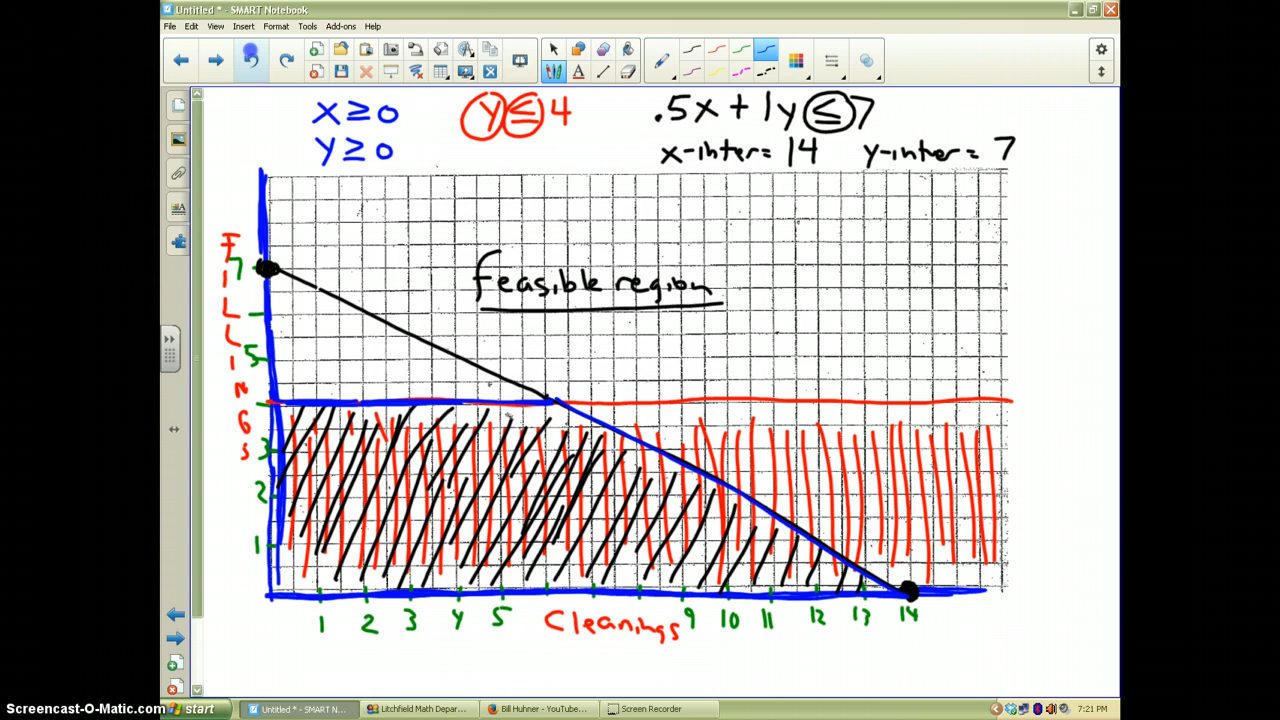 Untitled * - SMART Notebook
File Edit View Insert Format Tools Add-ons Help
x ≥ 0 y ≤ 4 .5x + 1y ≤ 7
y ≥ 0 x-inter = 14 y-inter = 7
FILLINGS
7
5
3
2
1
feasible region
1 2 3 4 5 9 10 11 12 13 14
Cleanings
Screencast-O-Matic.com
start Untitled * - SMART N... Litchfield Math Depar... Bill Huhner - YouTube... Screen Recorder 7:21 PM